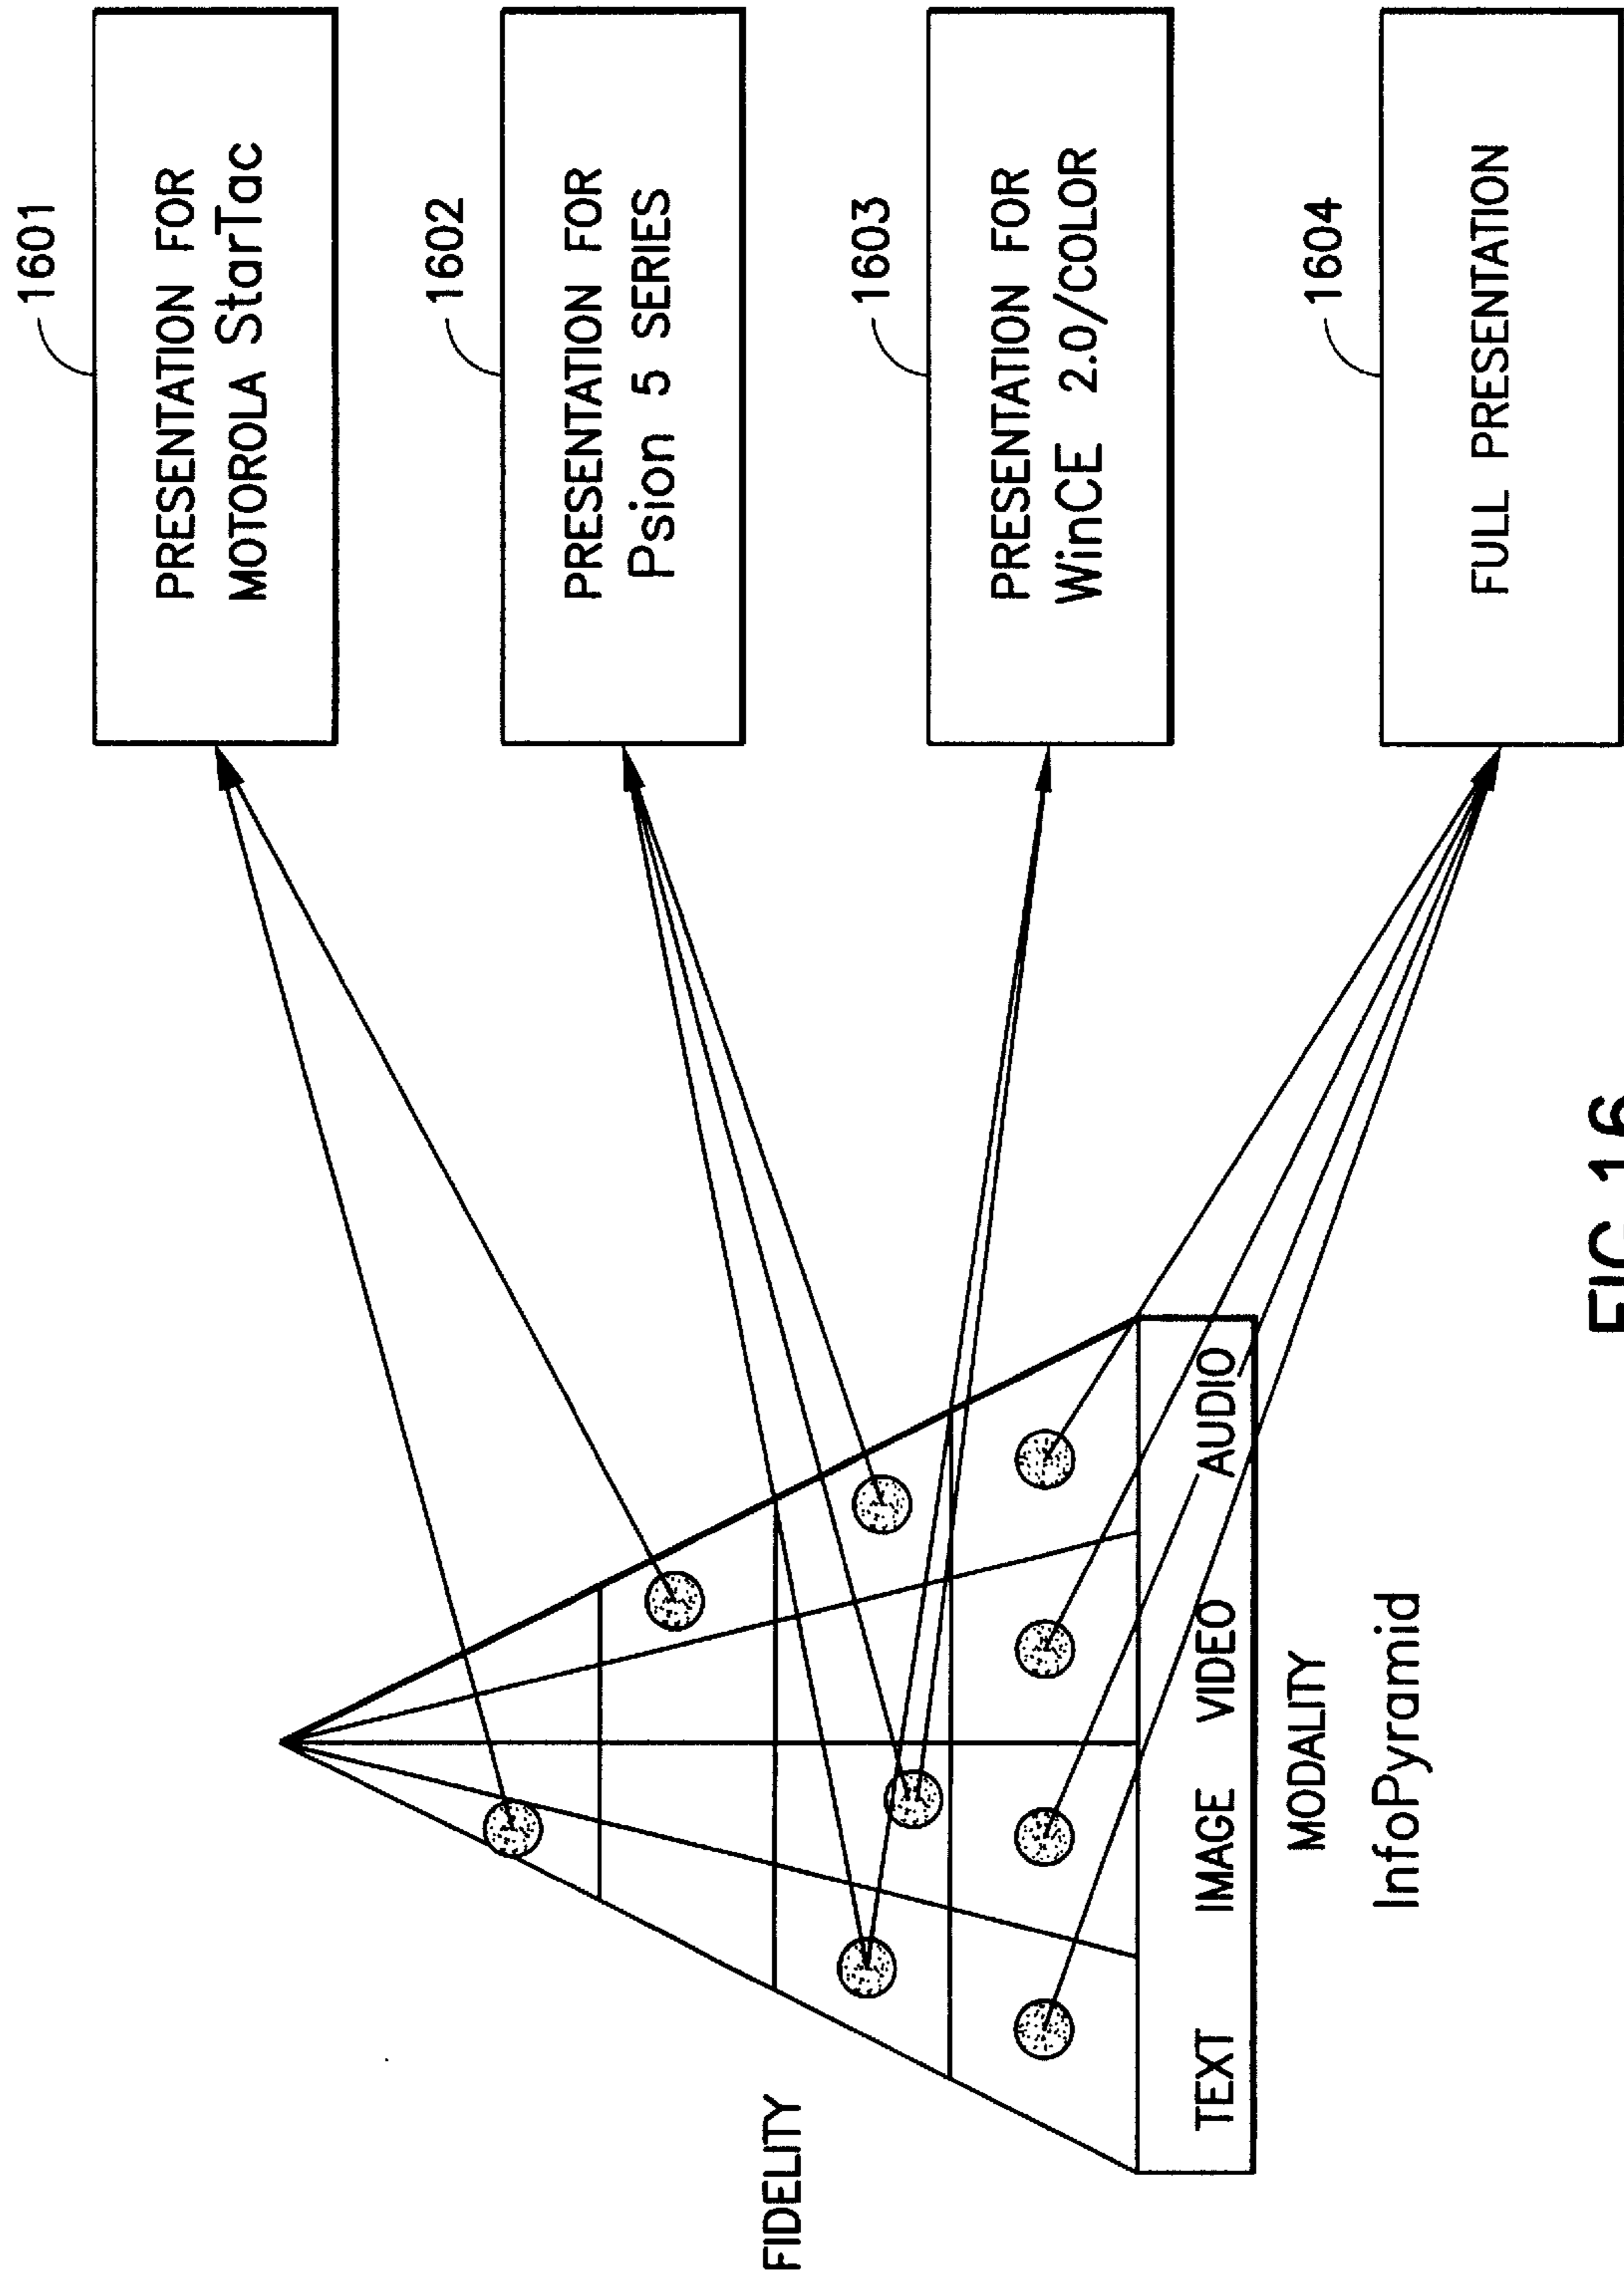 FIDELITY
TEXT IMAGE VIDEO AUDIO
MODALITY
InfoPyramid
1601
PRESENTATION FOR
MOTOROLA StarTac
1602
PRESENTATION FOR
Psion 5 SERIES
1603
PRESENTATION FOR
WinCE 2.0/COLOR
1604
FULL PRESENTATION
FIG.16